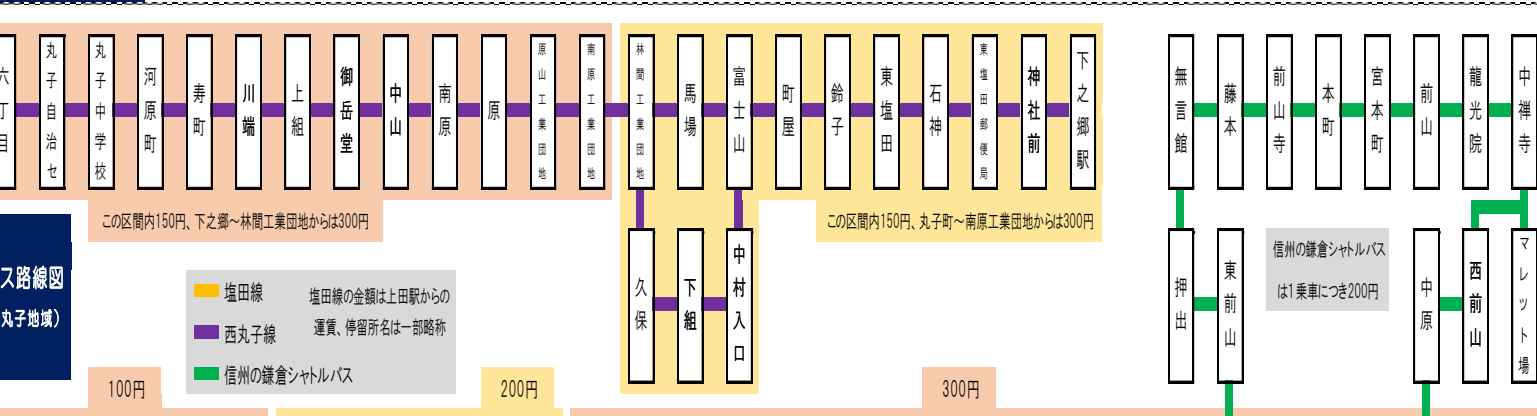 六丁目
丸子自治セ
丸子中学校
河原町
寿町
川端
上組
御岳堂
中山
南原
原
原山工業団地
南原工業団地
林間工業団地
馬場
富士山
町屋
鈴子
東塩田
石神
東塩田郵便局
神社前
下之郷駅
無言館
藤本
前山寺
本町
宮本町
前山
龍光院
中禅寺
この区間内150円、下之郷～林間工業団地からは300円
この区間内150円、丸子町～南原工業団地からは300円
久保
下組
中村入口
押出
東前山
信州の鎌倉シャトルバス
は1乗車につき200円
中原
西前山
マレット場
ス路線図
丸子地域）
塩田線
西丸子線
信州の鎌倉シャトルバス
塩田線の金額は上田駅からの
運賃、停留所名は一部略称
100円
200円
300円